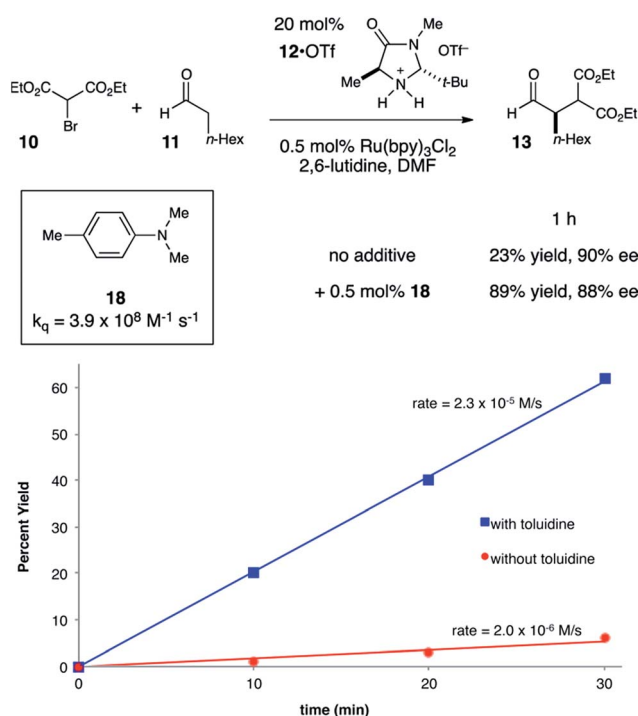 20 mol%
12•OTf
O
Me
N
OTf⁻
Me
N
+
t-Bu
H H
EtO₂C CO₂Et
Br
10
+
O
H
n-Hex
11
0.5 mol% Ru(bpy)₃Cl₂
2,6-lutidine, DMF
O CO₂Et
H CO₂Et
n-Hex
13
Me
Me N
Me
18
k_q = 3.9 x 10⁸ M⁻¹ s⁻¹
1 h
no additive 23% yield, 90% ee
+ 0.5 mol% 18 89% yield, 88% ee
60
50
40
30
20
10
0
Percent Yield
rate = 2.3 x 10⁻⁵ M/s
with toluidine
without toluidine
rate = 2.0 x 10⁻⁶ M/s
0 10 20 30
time (min)